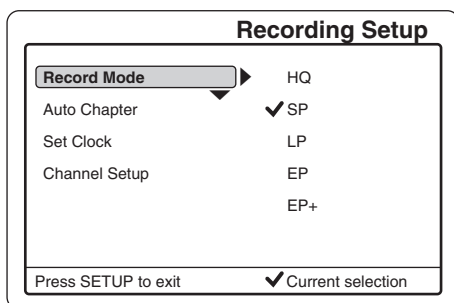 Recording Setup
Record Mode HQ
Auto Chapter SP
Set Clock LP
Channel Setup EP
EP+
Press SETUP to exit Current selection